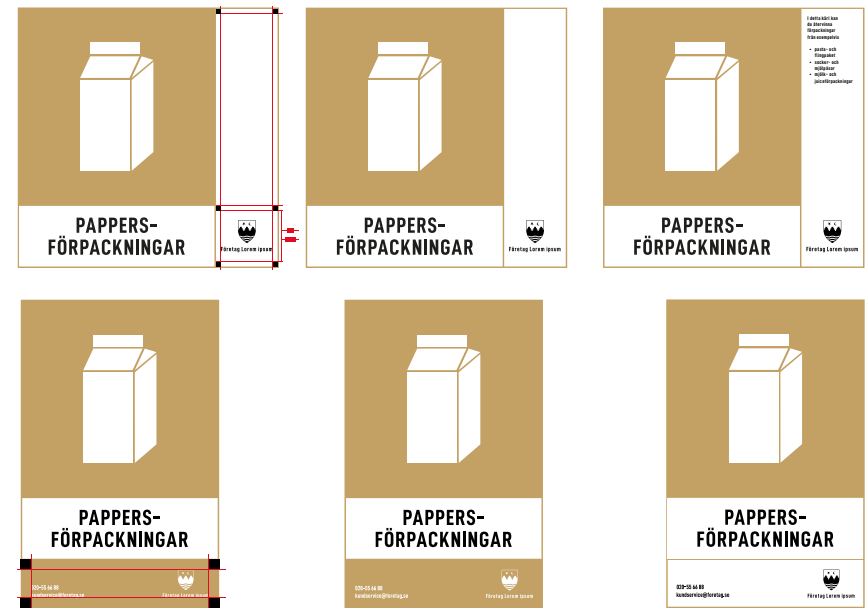 PAPPERS-
FÖRPACKNINGAR
Företag Lorem ipsum
PAPPERS-
FÖRPACKNINGAR
Företag Lorem ipsum
I detta kärl kan
du återvinna
förpackningar
från exempelvis
• pasta- och
flingpaket
• socker- och
mjölpåsar
• mjölk- och
juiceförpackningar
PAPPERS-
FÖRPACKNINGAR
Företag Lorem ipsum
PAPPERS-
FÖRPACKNINGAR
020-55 66 88
kundservice@foretag.se
Företag Lorem ipsum
PAPPERS-
FÖRPACKNINGAR
020-55 66 88
kundservice@foretag.se
Företag Lorem ipsum
PAPPERS-
FÖRPACKNINGAR
020-55 66 88
kundservice@foretag.se
Företag Lorem ipsum